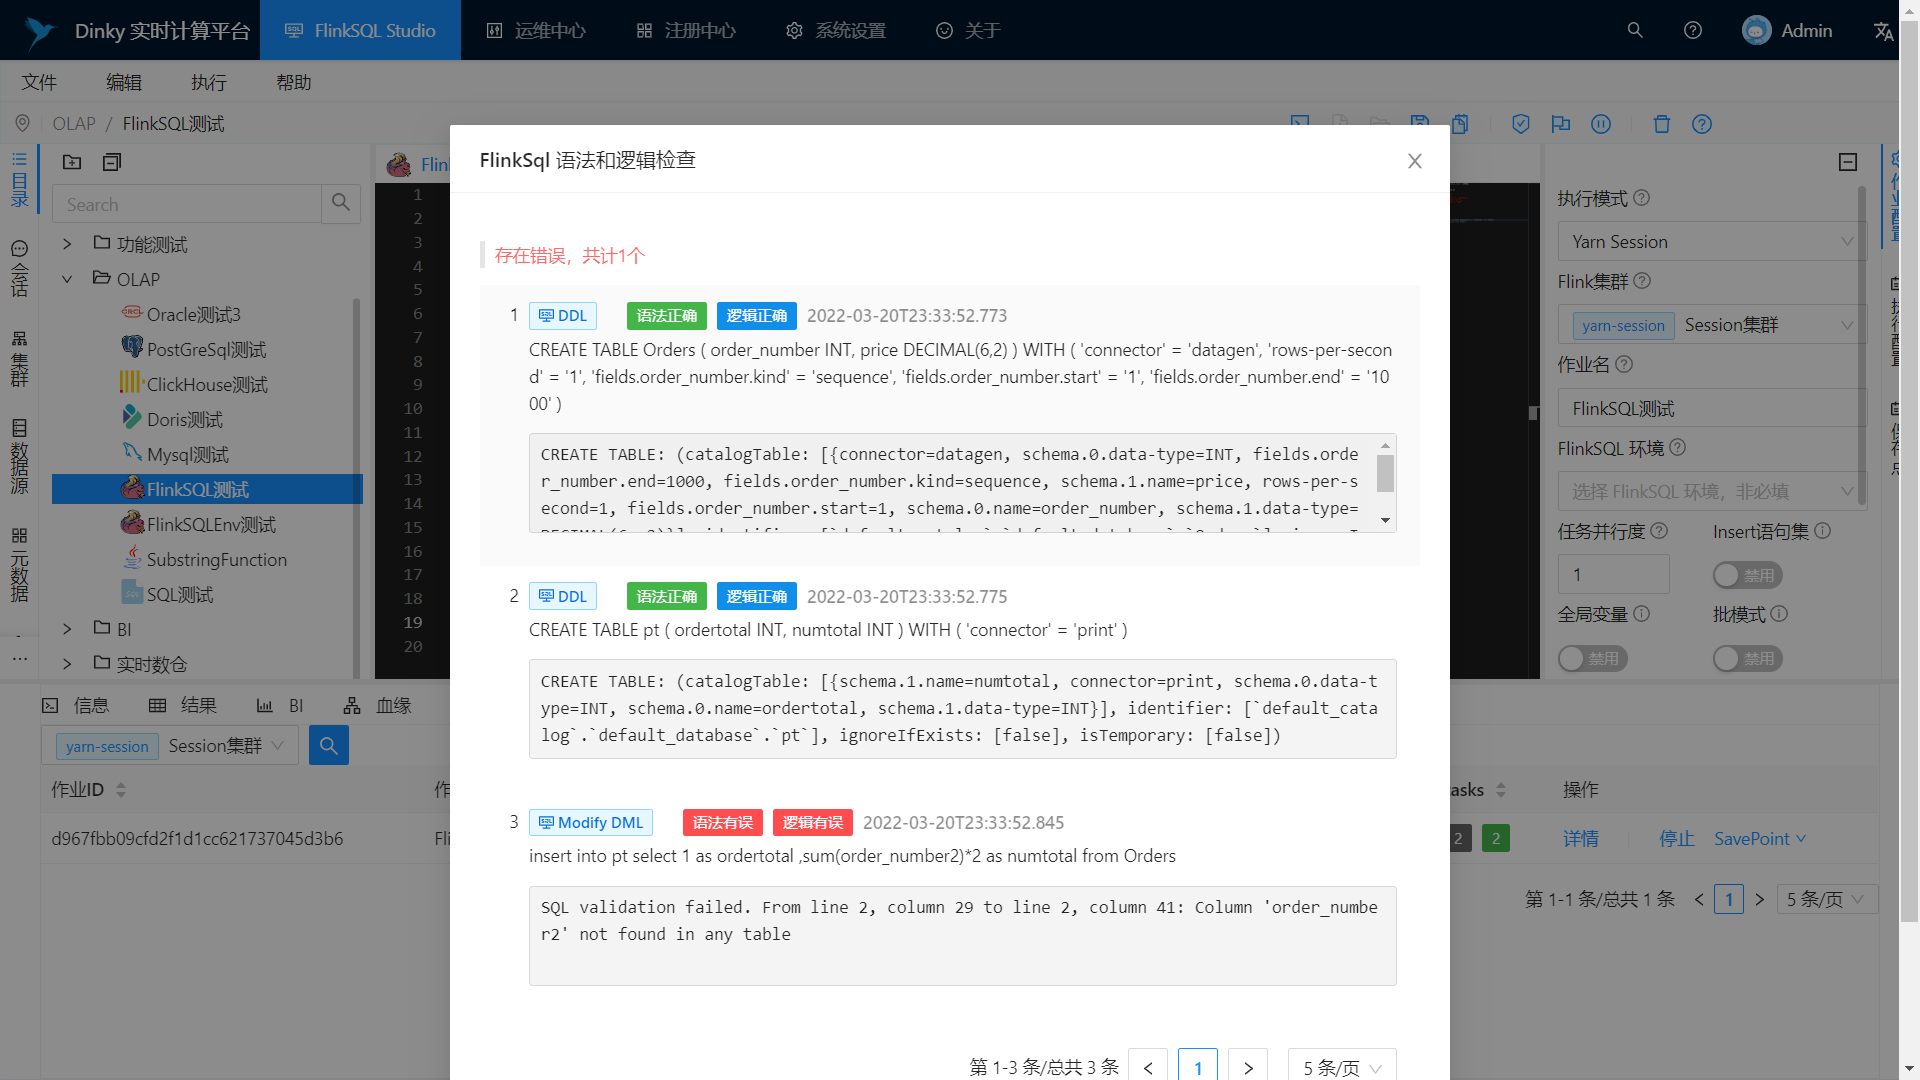 Dinky 实时计算平台
FlinkSQL Studio
运维中心
注册中心
系统设置
关于
Admin
文件 编辑 执行 帮助
OLAP / FlinkSQL测试
目录
会话
集群
数据源
元数据
Search
功能测试
OLAP
Oracle测试3
PostGreSql测试
ClickHouse测试
Doris测试
Mysql测试
FlinkSQL测试
FlinkSQLEnv测试
SubstringFunction
SQL测试
BI
实时数仓
1
2
3
4
5
6
7
8
9
10
11
12
13
14
15
16
17
18
19
20
FlinkSql 语法和逻辑检查
存在错误，共计1个
1 DDL 语法正确 逻辑正确 2022-03-20T23:33:52.773
CREATE TABLE Orders ( order_number INT, price DECIMAL(6,2) ) WITH ( 'connector' = 'datagen', 'rows-per-secon
d' = '1', 'fields.order_number.kind' = 'sequence', 'fields.order_number.start' = '1', 'fields.order_number.end' = '10
00' )
CREATE TABLE: (catalogTable: [{connector=datagen, schema.0.data-type=INT, fields.orde
r_number.end=1000, fields.order_number.kind=sequence, schema.1.name=price, rows-per-s
econd=1, fields.order_number.start=1, schema.0.name=order_number, schema.1.data-type=
2 DDL 语法正确 逻辑正确 2022-03-20T23:33:52.775
CREATE TABLE pt ( ordertotal INT, numtotal INT ) WITH ( 'connector' = 'print' )
CREATE TABLE: (catalogTable: [{schema.1.name=numtotal, connector=print, schema.0.data-t
ype=INT, schema.0.name=ordertotal, schema.1.data-type=INT}], identifier: [`default_cata
log`.`default_database`.`pt`], ignoreIfExists: [false], isTemporary: [false])
3 Modify DML 语法有误 逻辑有误 2022-03-20T23:33:52.845
insert into pt select 1 as ordertotal ,sum(order_number2)*2 as numtotal from Orders
SQL validation failed. From line 2, column 29 to line 2, column 41: Column 'order_numbe
r2' not found in any table
第 1-3 条/总共 3 条 < 1 > 5 条/页
执行模式
Yarn Session
Flink集群
yarn-session Session集群
作业名
FlinkSQL测试
FlinkSQL 环境
选择 FlinkSQL 环境，非必填
任务并行度 Insert语句集
1 禁用
全局变量 批模式
禁用 禁用
作业配置
信息 结果 BI 血缘
yarn-session Session集群
作业ID
d967fbb09cfd2f1d1cc621737045d3b6
操作
2 2 详情 停止 SavePoint
第 1-1 条/总共 1 条 < 1 > 5 条/页